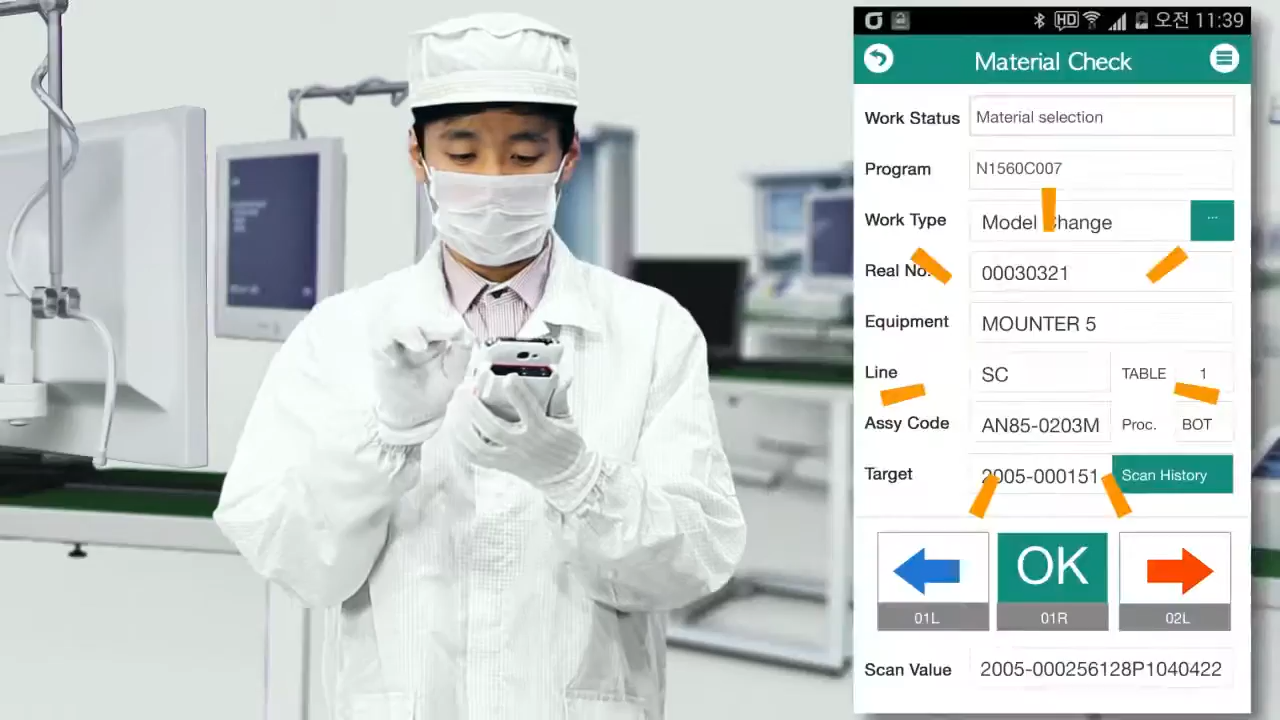 HD 오전 11:39
Material Check
Work Status Material selection
Program N1560C007
Work Type Model Change ...
Real No. 00030321
Equipment MOUNTER 5
Line SC TABLE 1
Assy Code AN85-0203M Proc. BOT
Target 2005-000151 Scan History
OK
01L 01R 02L
Scan Value 2005-000256128P1040422